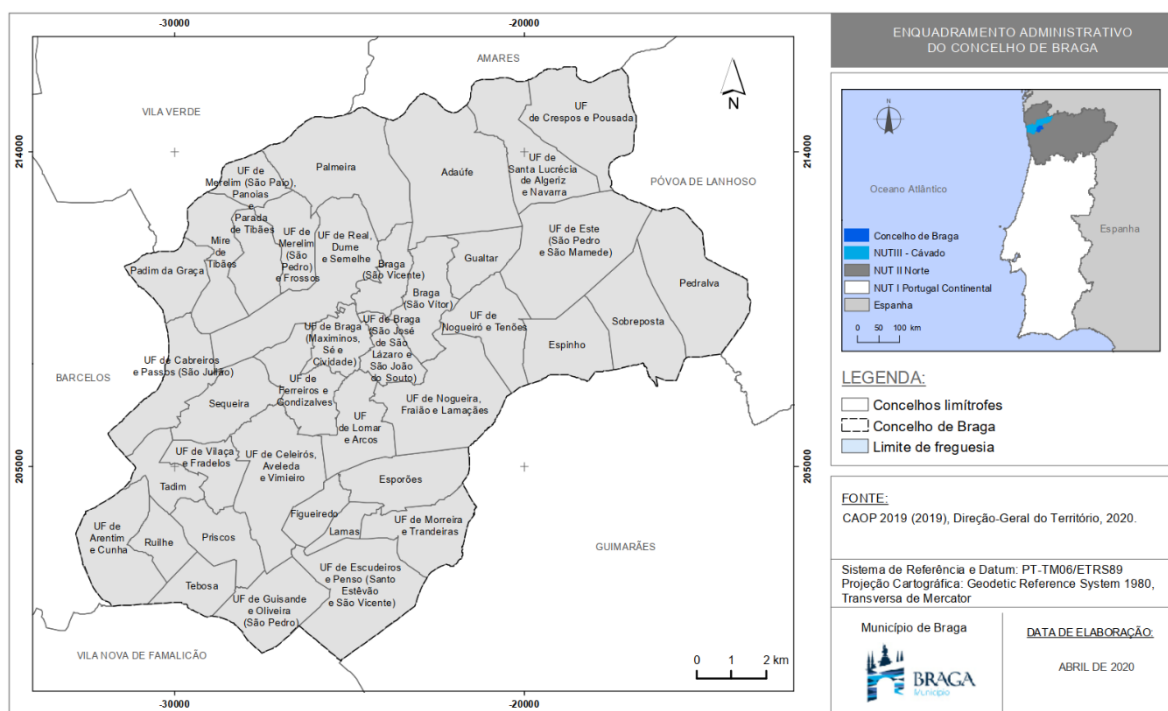 -30000
-20000
AMARES
VILA VERDE
N
UF
de Crespos e Pousada
214000
214000
Palmeira
Adaúfe
UF de
Santa Lucrécia
de Algeriz
e Navarra
PÓVOA DE LANHOSO
UF de
Merelim (São Paio),
Panoias
e
Parada
de Tibães
Mire
de
Tibães
UF de
Merelim
(São
Pedro)
e Frossos
UF de Real,
Dume
e Semelhe
Braga
(São Vicente)
Gualtar
UF de Este
(São Pedro
e São Mamede)
Padim da Graça
Braga
(São Vítor)
Pedralva
UF de
Nogueiró e Tenões
Sobreposta
Espinho
UF de Braga
(Maximinos,
Sé e
Cividade)
UF de Braga
(São José
de São
Lázaro e
São João
do Souto)
UF de Cabreiros
e Passos (São Julião)
BARCELOS
Sequeira
UF de
Ferreiros e
Gondizalves
UF de Nogueira,
Fraião e Lamaçães
UF
de Lomar
e Arcos
UF de Vilaça
e Fradelos
UF de Celeirós,
Aveleda
e Vimieiro
205000
205000
Tadim
Esporões
Figueiredo
Lamas
UF de Morreira
e Trandeiras
UF de
Arentim
e Cunha
Ruilhe
Priscos
GUIMARÃES
Tebosa
UF de Escudeiros
e Penso (Santo
Estêvão
e São Vicente)
UF de Guisande
e Oliveira
(São Pedro)
VILA NOVA DE FAMALICÃO
0 1 2 km
-30000
-20000
ENQUADRAMENTO ADMINISTRATIVO
DO CONCELHO DE BRAGA
N
Oceano Atlântico
Espanha
Concelho de Braga
NUTIII - Cávado
NUT II Norte
NUT I Portugal Continental
Espanha
0 50 100 km
LEGENDA:
Concelhos limítrofes
Concelho de Braga
Limite de freguesia
FONTE:
CAOP 2019 (2019), Direção-Geral do Território, 2020.
Sistema de Referência e Datum: PT-TM06/ETRS89
Projeção Cartográfica: Geodetic Reference System 1980,
Transversa de Mercator
Município de Braga
BRAGA
Município
DATA DE ELABORAÇÃO:
ABRIL DE 2020